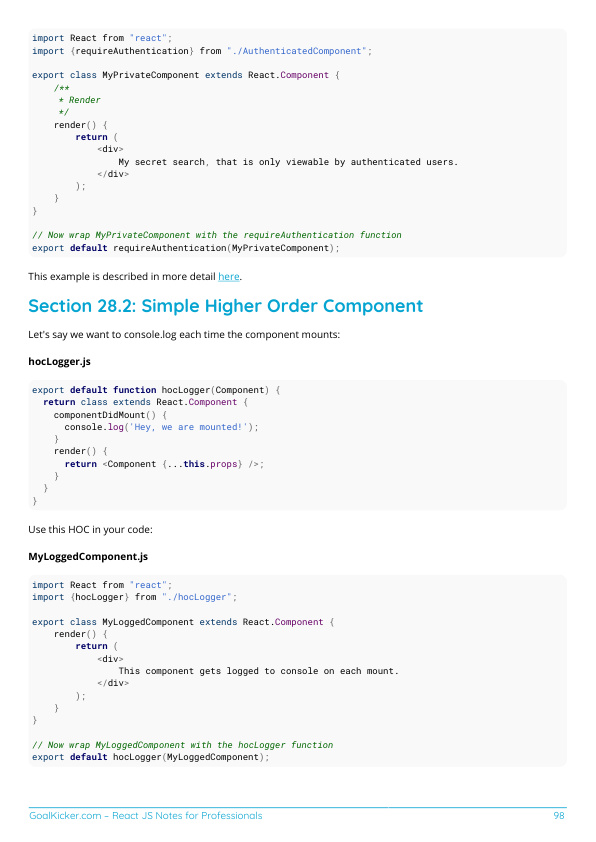 import React from "react";
import {requireAuthentication} from "./AuthenticatedComponent";

export class MyPrivateComponent extends React.Component {
    /**
     * Render
     */
    render() {
        return (
            <div>
                My secret search, that is only viewable by authenticated users.
            </div>
        );
    }
}

// Now wrap MyPrivateComponent with the requireAuthentication function
export default requireAuthentication(MyPrivateComponent);
This example is described in more detail here.
Section 28.2: Simple Higher Order Component
Let's say we want to console.log each time the component mounts:
hocLogger.js
export default function hocLogger(Component) {
  return class extends React.Component {
    componentDidMount() {
      console.log('Hey, we are mounted!');
    }
    render() {
      return <Component {...this.props} />;
    }
  }
}
Use this HOC in your code:
MyLoggedComponent.js
import React from "react";
import {hocLogger} from "./hocLogger";

export class MyLoggedComponent extends React.Component {
    render() {
        return (
            <div>
                This component gets logged to console on each mount.
            </div>
        );
    }
}

// Now wrap MyLoggedComponent with the hocLogger function
export default hocLogger(MyLoggedComponent);
GoalKicker.com – React JS Notes for Professionals 98